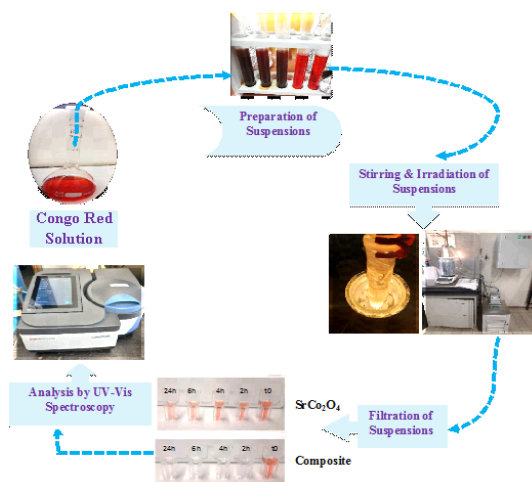 Preparation of
Suspensions
Stirring & Irradiation of
Suspensions
Congo Red
Solution
Analysis by UV-Vis
Spectroscopy
24h 6h 4h 2h t0
SrCo₂O₄
Filtration of
Suspensions
24h 6h 4h 2h t0
Composite